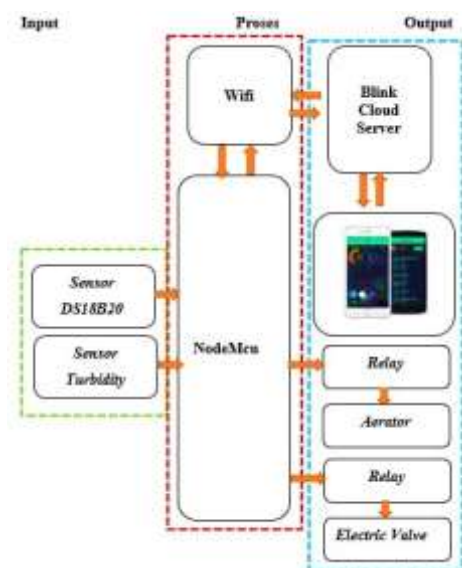 Input Proses Output
Wifi
Blink
Cloud
Server
Sensor
DS18B20
Sensor
Turbidity
NodeMcu
Relay
Aerator
Relay
Electric Valve